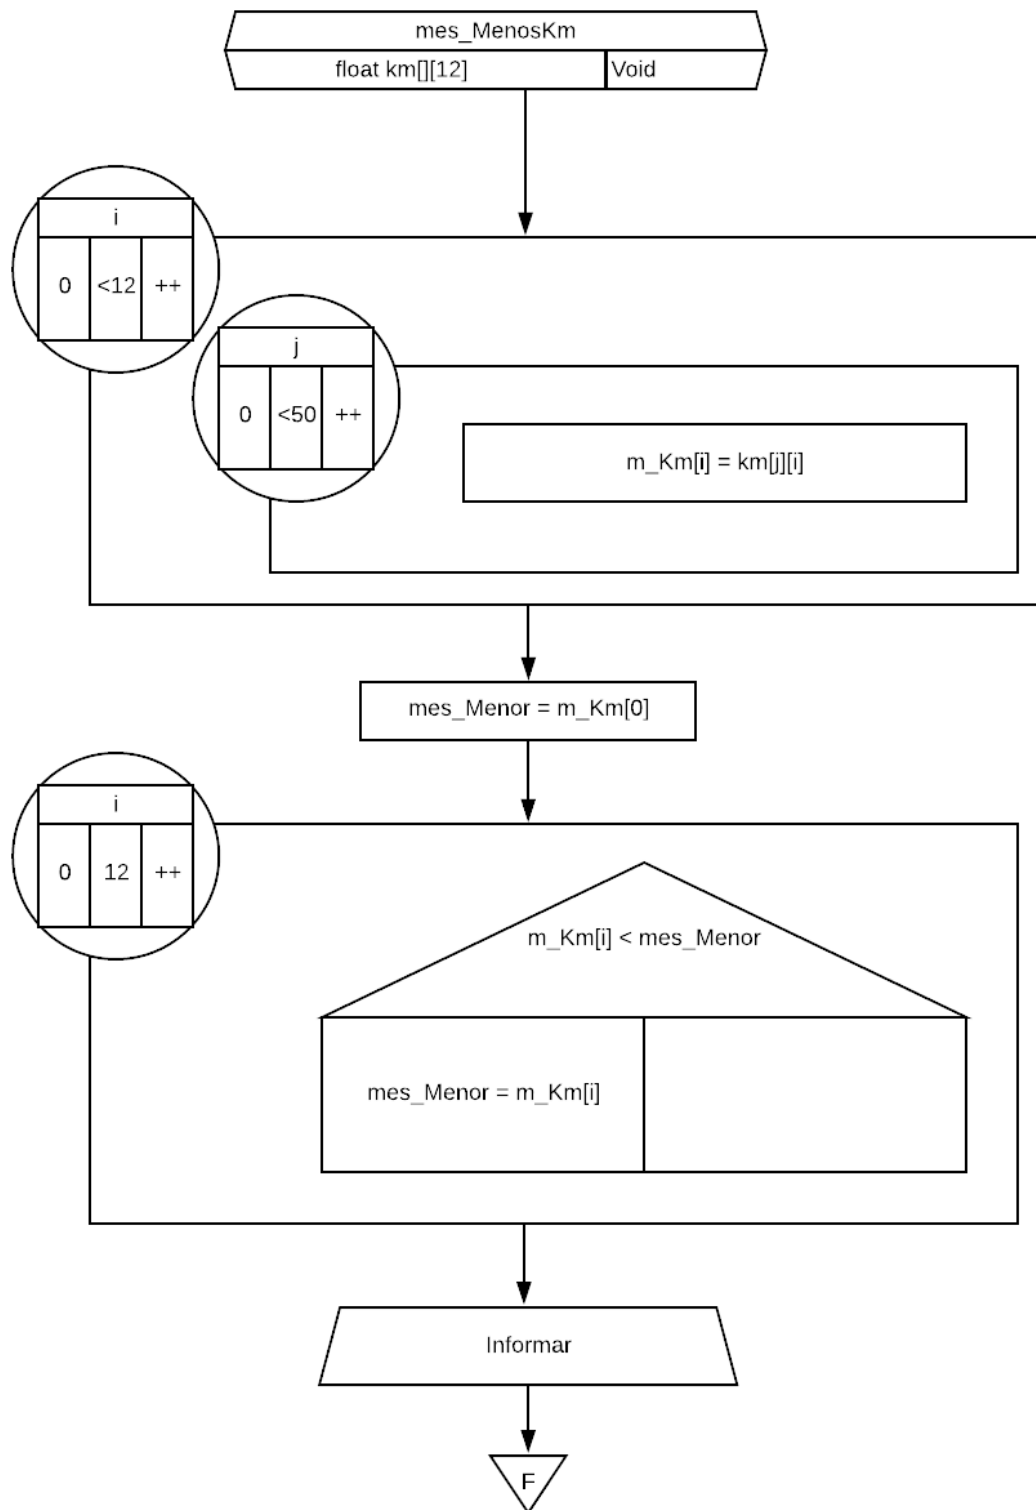 mes_MenosKm
float km[][12] Void
i
0 <12 ++
j
0 <50 ++
m_Km[i] = km[j][i]
mes_Menor = m_Km[0]
i
0 12 ++
m_Km[i] < mes_Menor
mes_Menor = m_Km[i]
Informar
F